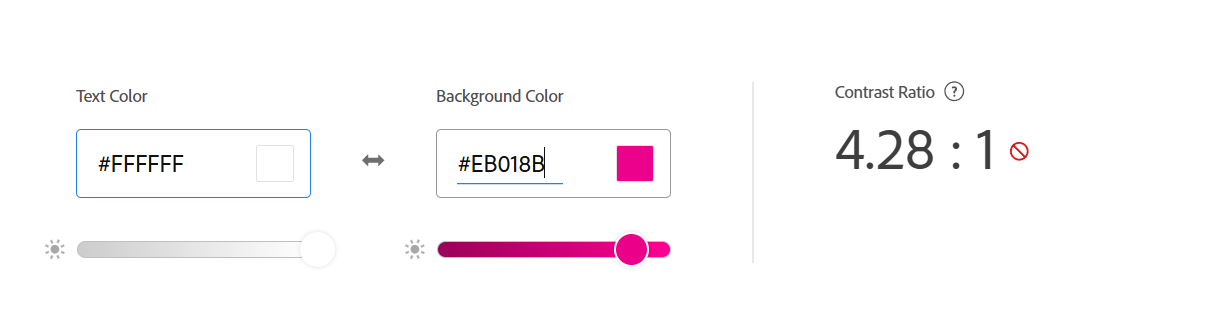 Text Color
#FFFFFF
Background Color
#EB018B
Contrast Ratio ?
4.28 : 1